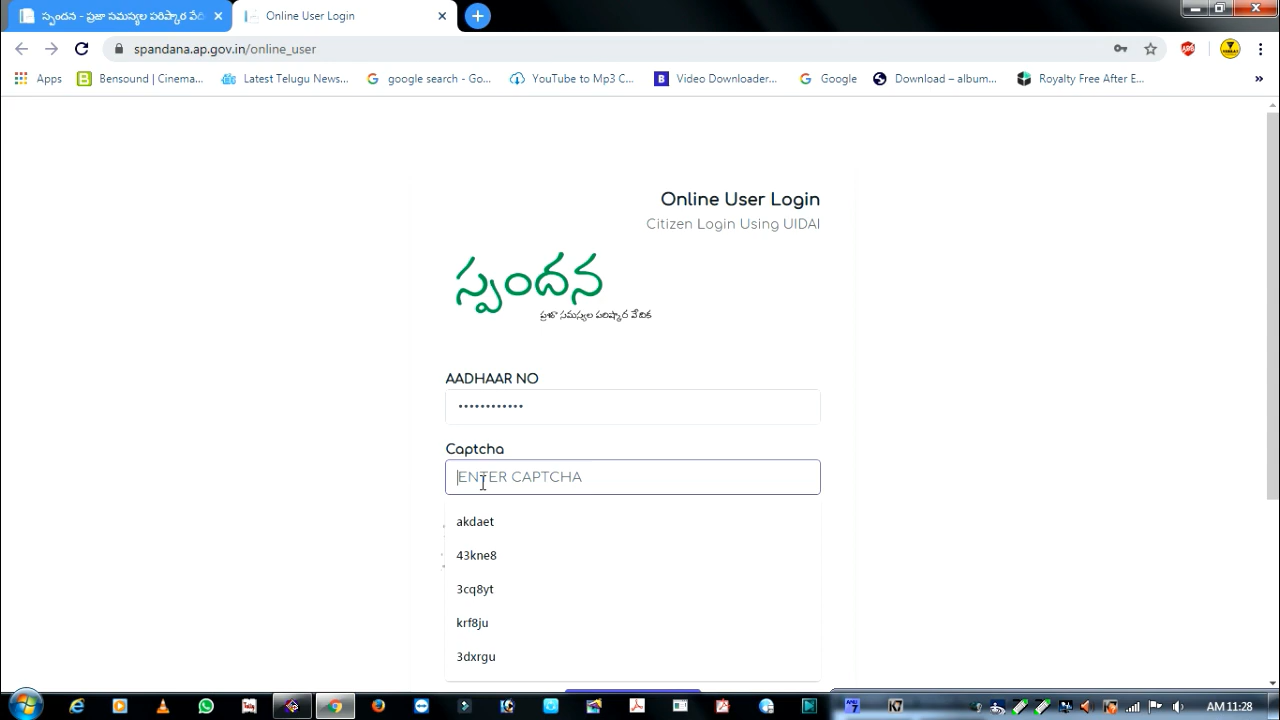 స్పందన - ప్రజా సమస్యల పరిష్కార వేది
Online User Login
spandana.ap.gov.in/online_user
Apps
Bensound | Cinema...
Latest Telugu News...
google search - Go...
YouTube to Mp3 C...
Video Downloader...
Google
Download – album...
Royalty Free After E...
Online User Login
Citizen Login Using UIDAI
స్పందన
ప్రజా సమస్యల పరిష్కార వేదిక
AADHAAR NO
Captcha
ENTER CAPTCHA
akdaet
43kne8
3cq8yt
krf8ju
3dxrgu
AM 11:28